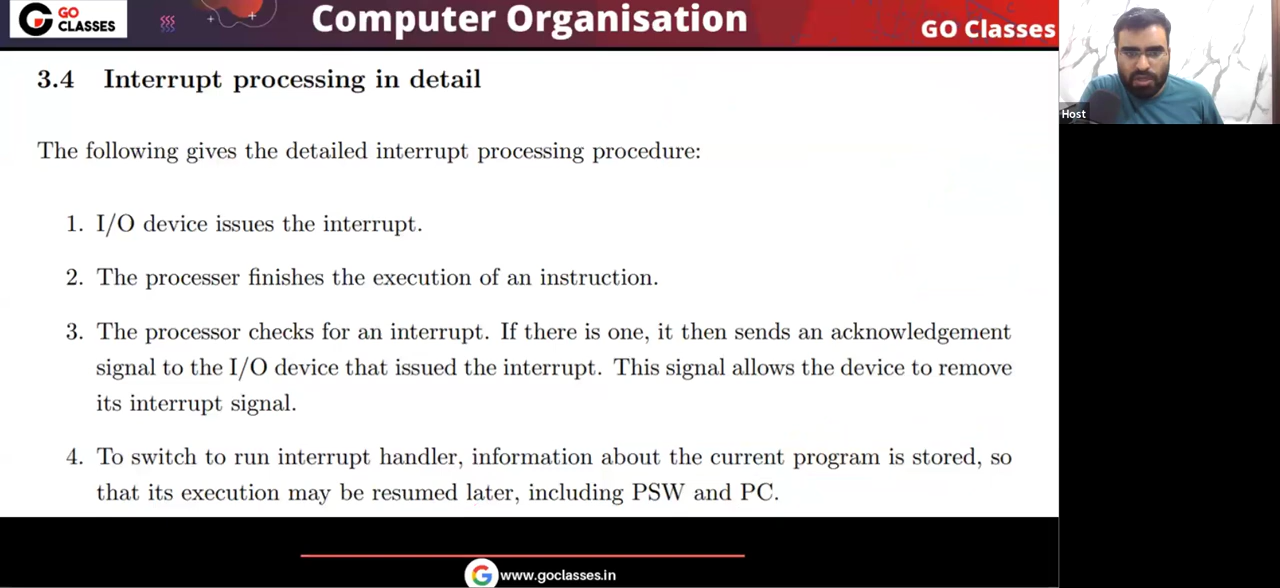 GO
CLASSES
Computer Organisation
GO Classes
Host
3.4 Interrupt processing in detail
The following gives the detailed interrupt processing procedure:
1. I/O device issues the interrupt.
2. The processer finishes the execution of an instruction.
3. The processor checks for an interrupt. If there is one, it then sends an acknowledgement
signal to the I/O device that issued the interrupt. This signal allows the device to remove
its interrupt signal.
4. To switch to run interrupt handler, information about the current program is stored, so
that its execution may be resumed later, including PSW and PC.
www.goclasses.in